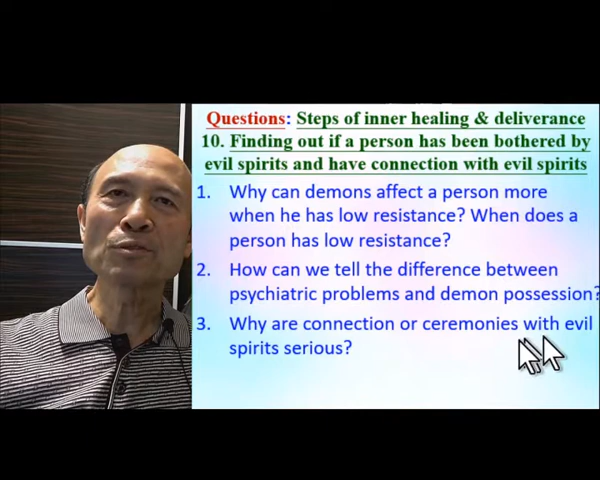 Questions: Steps of inner healing & deliverance
10. Finding out if a person has been bothered by
evil spirits and have connection with evil spirits
1. Why can demons affect a person more
when he has low resistance? When does a
person has low resistance?
2. How can we tell the difference between
psychiatric problems and demon possession?
3. Why are connection or ceremonies with evil
spirits serious?